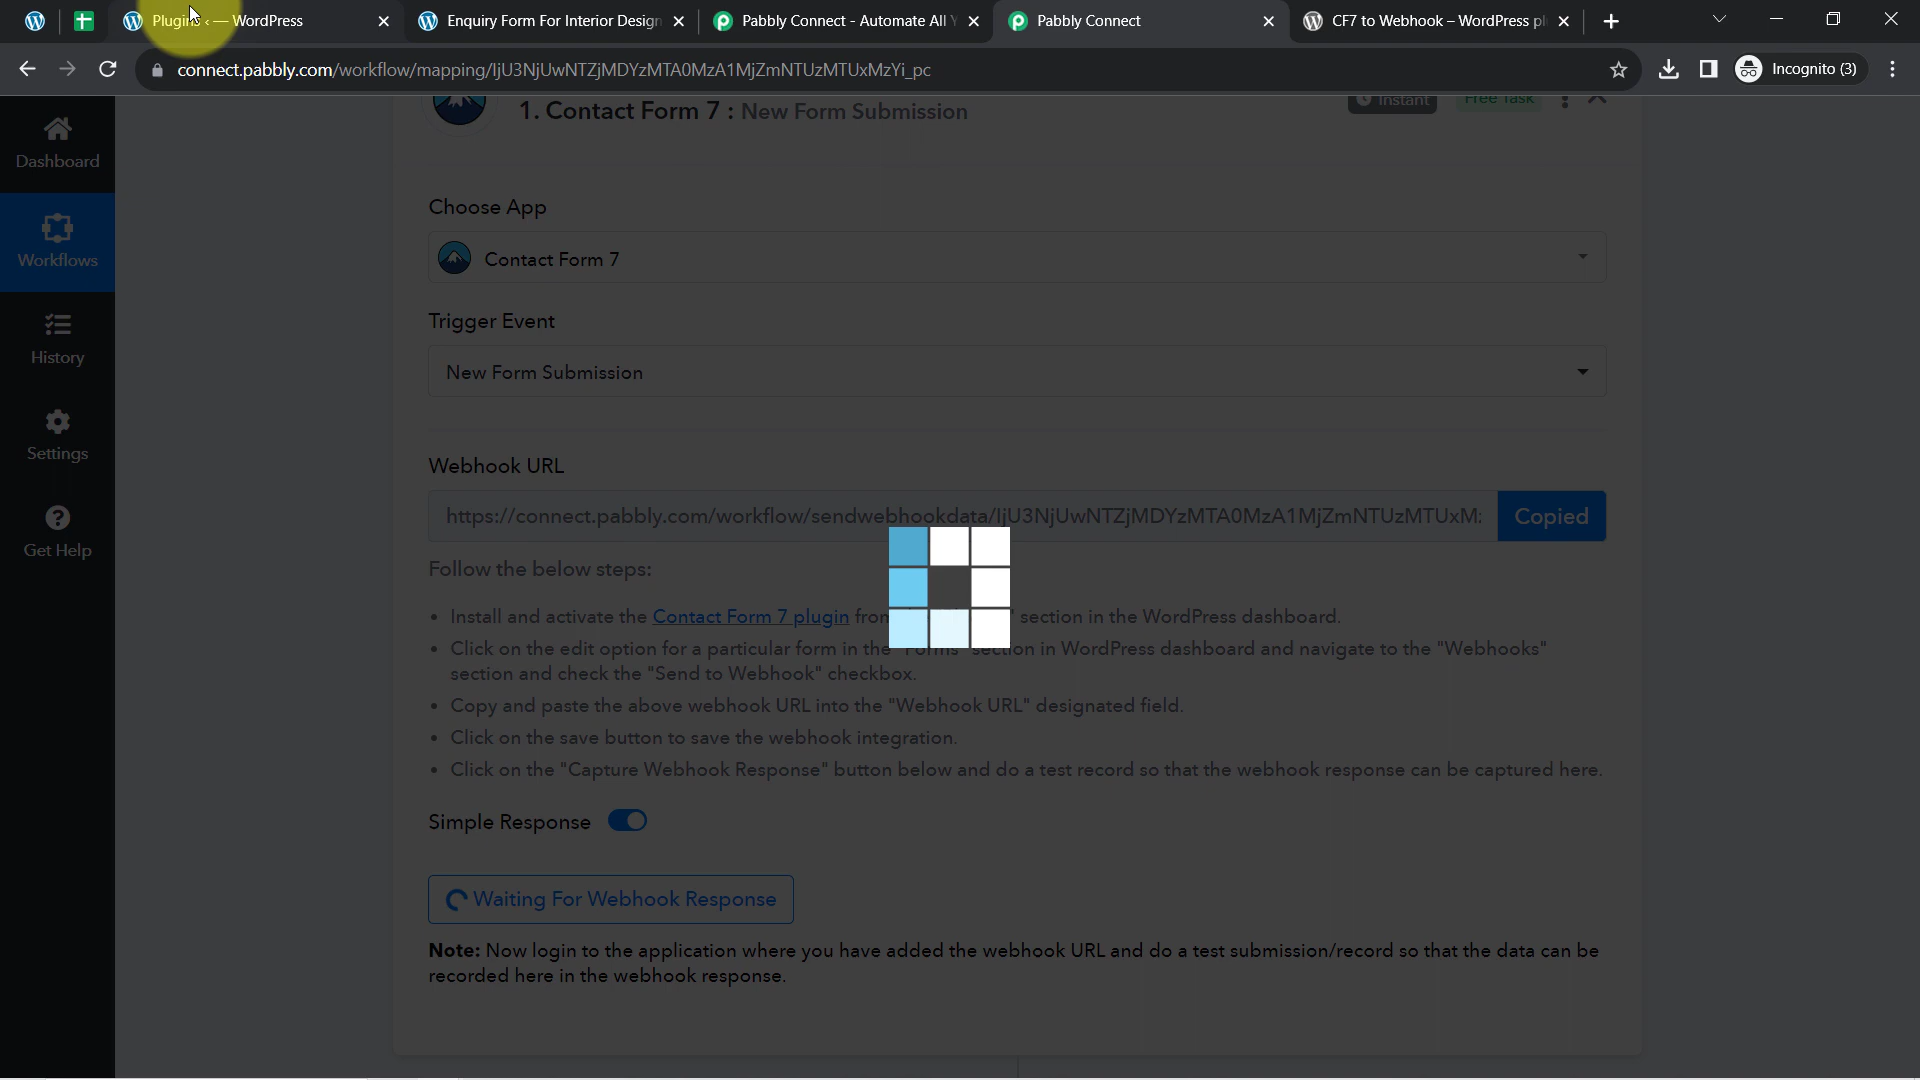 Plugins ‹ — WordPress
Enquiry Form For Interior Design
Pabbly Connect - Automate All Y
Pabbly Connect
CF7 to Webhook – WordPress pl
connect.pabbly.com/workflow/mapping/IjU3NjUwNTZjMDYzMTA0MzA1MjZmNTUzMTUxMzYi_pc
Incognito (3)
1. Contact Form 7 : New Form Submission
Instant
Free Task
Dashboard
Workflows
History
Settings
Get Help
Choose App
Contact Form 7
Trigger Event
New Form Submission
Webhook URL
https://connect.pabbly.com/workflow/sendwebhookdata/IjU3NjUwNTZjMDYzMTA0MzA1MjZmNTUzMTUxM
Copied
Follow the below steps:
• Install and activate the Contact Form 7 plugin from section in the WordPress dashboard.
• Click on the edit option for a particular form in the "Forms" section in WordPress dashboard and navigate to the "Webhooks"
section and check the "Send to Webhook" checkbox.
• Copy and paste the above webhook URL into the "Webhook URL" designated field.
• Click on the save button to save the webhook integration.
• Click on the "Capture Webhook Response" button below and do a test record so that the webhook response can be captured here.
Simple Response
Waiting For Webhook Response
Note: Now login to the application where you have added the webhook URL and do a test submission/record so that the data can be
recorded here in the webhook response.